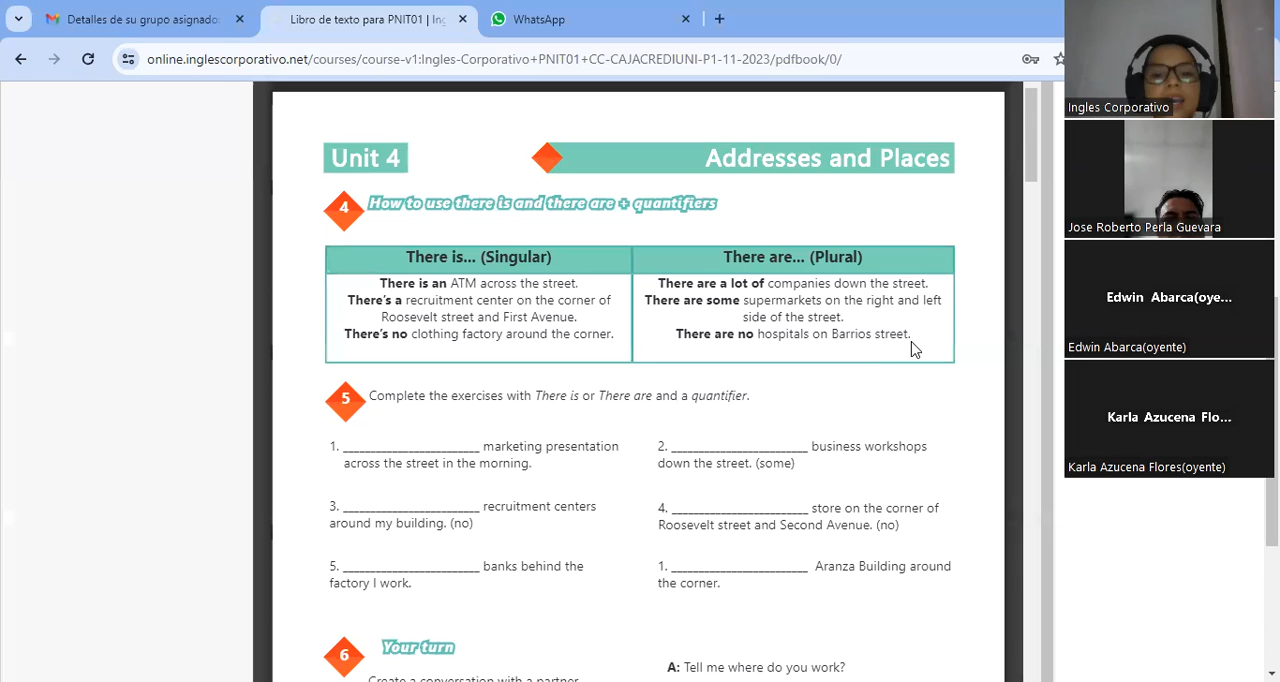 Detalles de su grupo asignado
Libro de texto para PNIT01 | Ing
WhatsApp
online.inglescorporativo.net/courses/course-v1:Ingles-Corporativo+PNIT01+CC-CAJACREDIUNI-P1-11-2023/pdfbook/0/
Ingles Corporativo
Jose Roberto Perla Guevara
Edwin Abarca(oye...
Edwin Abarca(oyente)
Karla Azucena Flo...
Karla Azucena Flores(oyente)
Unit 4
Addresses and Places
4 How to use there is and there are + quantifiers
There is... (Singular)
There are... (Plural)
There is an ATM across the street.
There's a recruitment center on the corner of
Roosevelt street and First Avenue.
There's no clothing factory around the corner.
There are a lot of companies down the street.
There are some supermarkets on the right and left
side of the street.
There are no hospitals on Barrios street.
5 Complete the exercises with There is or There are and a quantifier.
1. ______________________ marketing presentation
across the street in the morning.
2. ______________________ business workshops
down the street. (some)
3. ______________________ recruitment centers
around my building. (no)
4. ______________________ store on the corner of
Roosevelt street and Second Avenue. (no)
5. ______________________ banks behind the
factory I work.
1. ______________________ Aranza Building around
the corner.
6 Your turn
Create a conversation with a partner
A: Tell me where do you work?